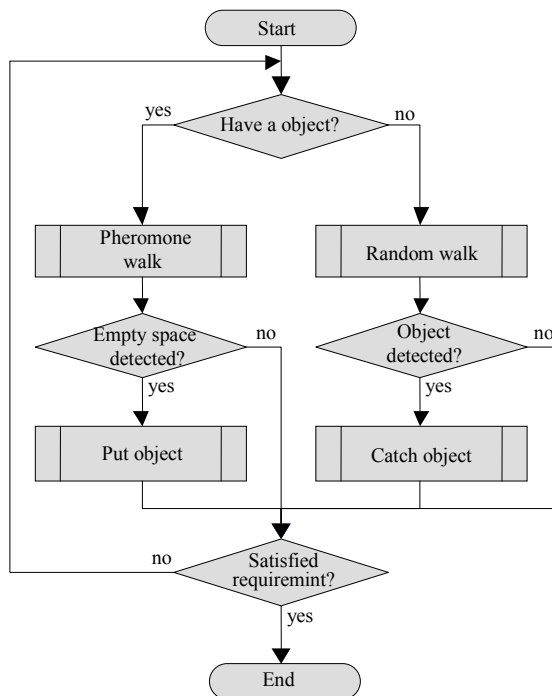 Start
yes
Have a object?
no
Pheromone
walk
Random walk
Empty space
detected?
no
Object
detected?
no
yes
yes
Put object
Catch object
no
Satisfied
requiremint?
yes
End